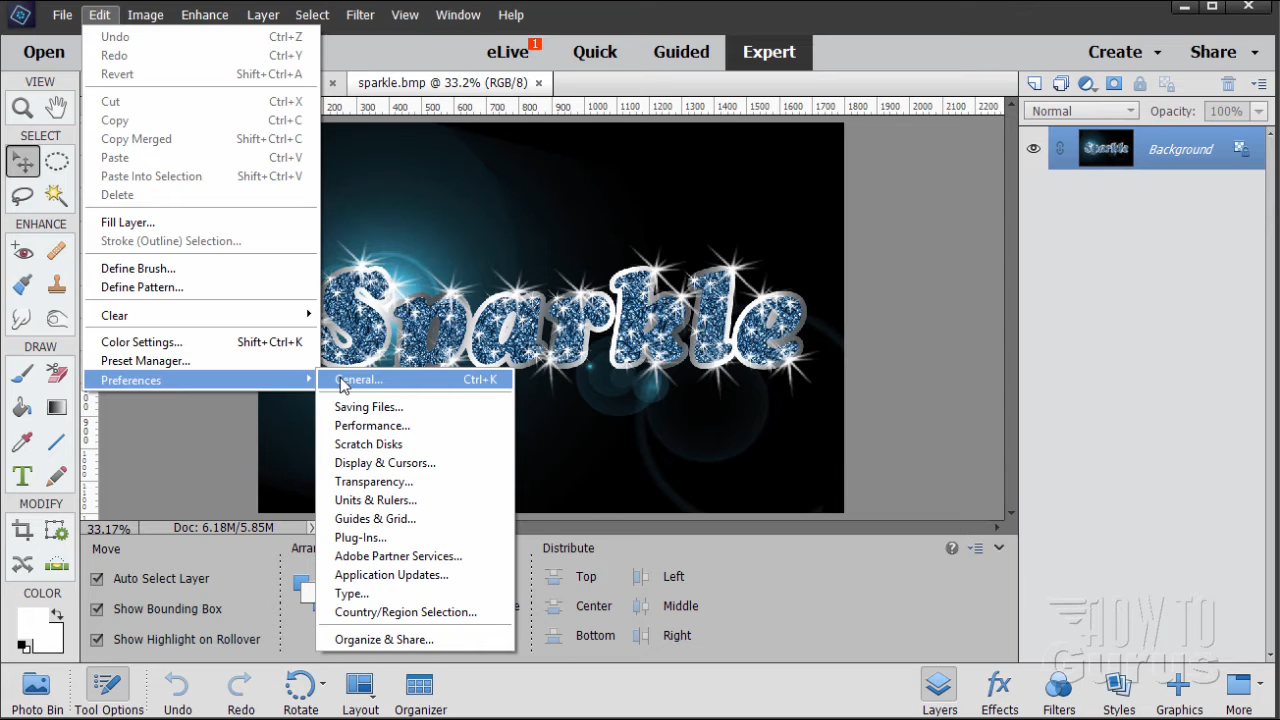 File Edit Image Enhance Layer Select Filter View Window Help
Open eLive 1 Quick Guided Expert Create Share
VIEW
SELECT
ENHANCE
DRAW
MODIFY
COLOR
Undo Ctrl+Z
Redo Ctrl+Y
Revert Shift+Ctrl+A
Cut Ctrl+X
Copy Ctrl+C
Copy Merged Shift+Ctrl+C
Paste Ctrl+V
Paste Into Selection Shift+Ctrl+V
Delete
Fill Layer...
Stroke (Outline) Selection...
Define Brush...
Define Pattern...
Clear
Color Settings... Shift+Ctrl+K
Preset Manager...
Preferences
General... Ctrl+K
Saving Files...
Performance...
Scratch Disks
Display & Cursors...
Transparency...
Units & Rulers...
Guides & Grid...
Plug-Ins...
Adobe Partner Services...
Application Updates...
Type...
Country/Region Selection...
Organize & Share...
sparkle.bmp @ 33.2% (RGB/8)
200 300 400 500 600 700 800 900 1000 1100 1200 1300 1400 1500 1600 1700 1800 1900 2000 2100 2200
Sparkle
Normal Opacity: 100%
Sparkle Background
33.17% Doc: 6.18M/5.85M
Move
Auto Select Layer
Show Bounding Box
Show Highlight on Rollover
Distribute
Top Left
Center Middle
Bottom Right
HOW TO
Gurus
Photo Bin Tool Options Undo Redo Rotate Layout Organizer Layers Effects Filters Styles Graphics More